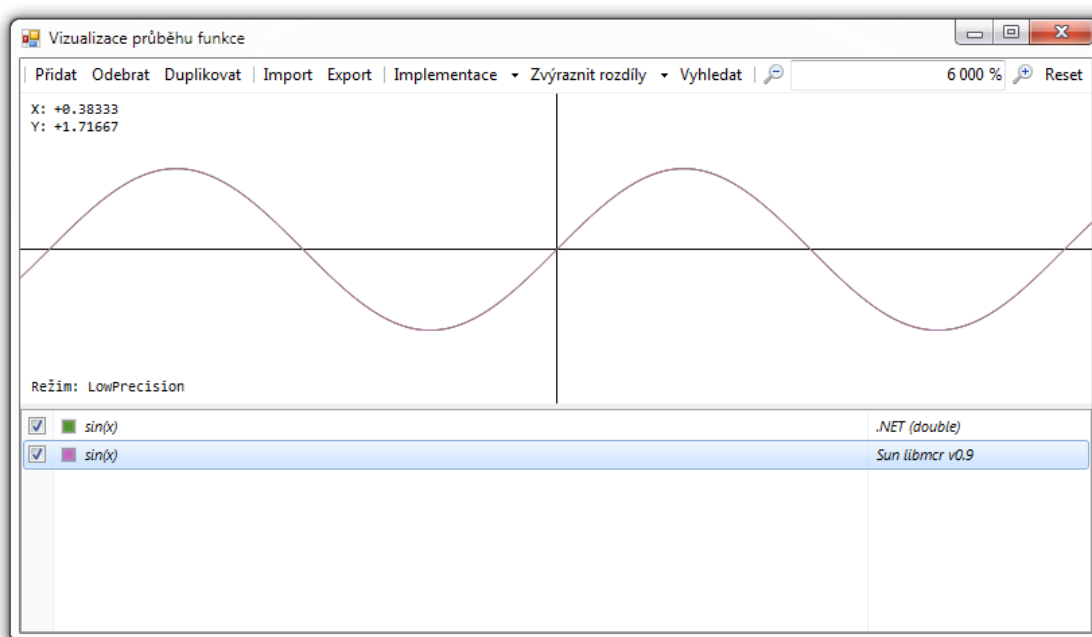 Vizualizace průběhu funkce
Přidat Odebrat Duplikovat Import Export Implementace Zvýraznit rozdíly Vyhledat 6 000 % Reset
X: +0.38333
Y: +1.71667
Režim: LowPrecision
sin(x) .NET (double)
sin(x) Sun libmcr v0.9